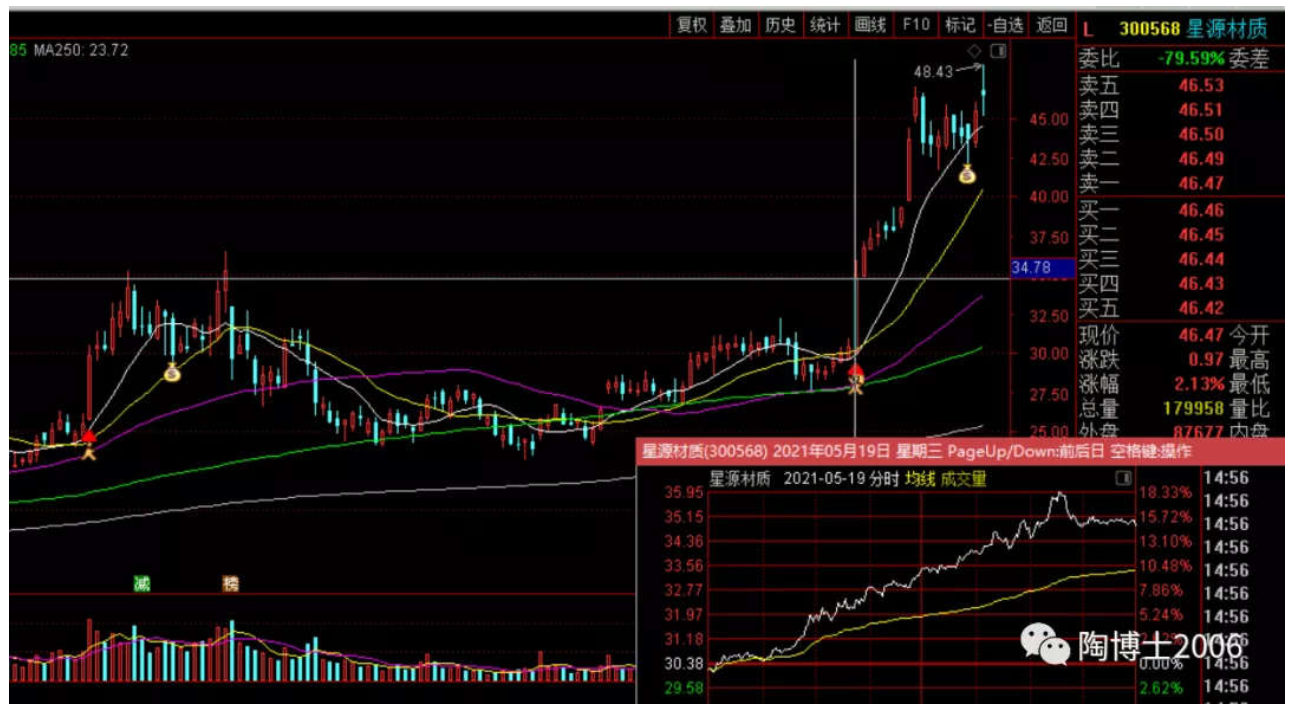 复权 叠加 历史 统计 画线 F10 标记 -自选 返回
L 300568 星源材质
85 MA250: 23.72
委比 -79.59% 委差
48.43
卖五 46.53
卖四 46.51
卖三 46.50
卖二 46.49
卖一 46.47
买一 46.46
买二 46.45
买三 46.44
买四 46.43
买五 46.42
现价 46.47 今开
涨跌 0.97 最高
涨幅 2.13% 最低
总量 179958 量比
外盘 87677 内盘
45.00
42.50
40.00
37.50
34.78
32.50
30.00
27.50
25.00
减 榜
星源材质(300568) 2021年05月19日 星期三 PageUp/Down:前后日 空格键:操作
星源材质 2021-05-19 分时 均线 成交量
35.95 18.33% 14:56
35.15 15.72% 14:56
34.36 13.10% 14:56
33.56 10.48% 14:56
32.77 7.86% 14:56
31.97 5.24% 14:56
31.18 14:56
30.38 0.00% 14:56
29.58 2.62% 14:56
陶博士2006